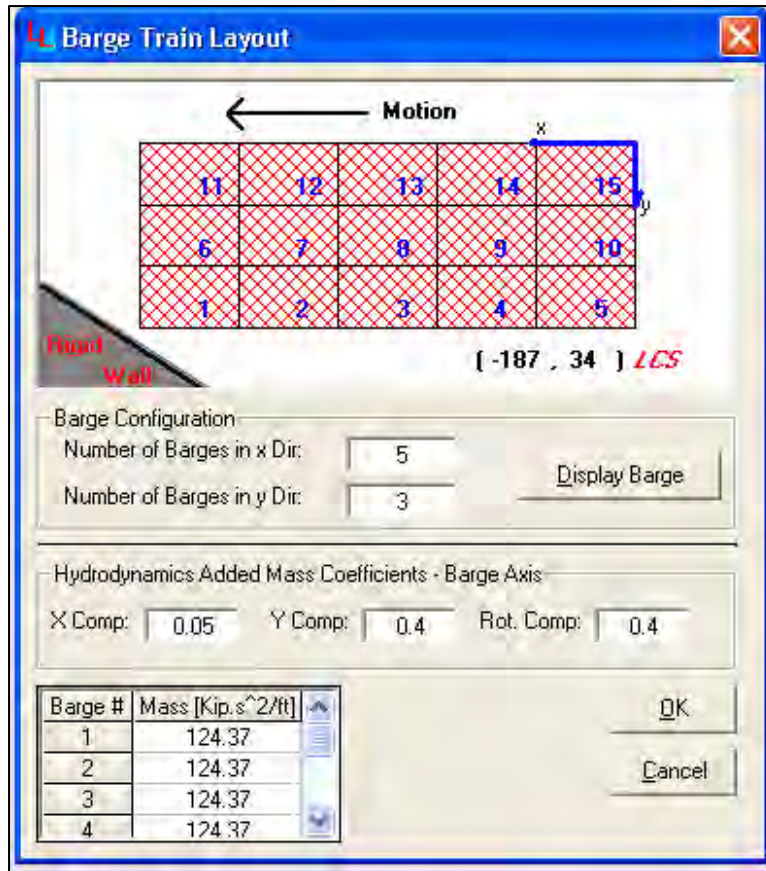 LL Barge Train Layout
Motion
x
11 12 13 14 15
y
6 7 8 9 10
1 2 3 4 5
Wall
( -187 , 34 ) LCS
Barge Configuration
Number of Barges in x Dir: 5
Display Barge
Number of Barges in y Dir: 3
Hydrodynamics Added Mass Coefficients - Barge Axis
X Comp: 0.05 Y Comp: 0.4 Rot. Comp: 0.4
Barge # Mass [Kip.s^2/ft]
1 124.37
2 124.37
3 124.37
4 124.37
OK
Cancel